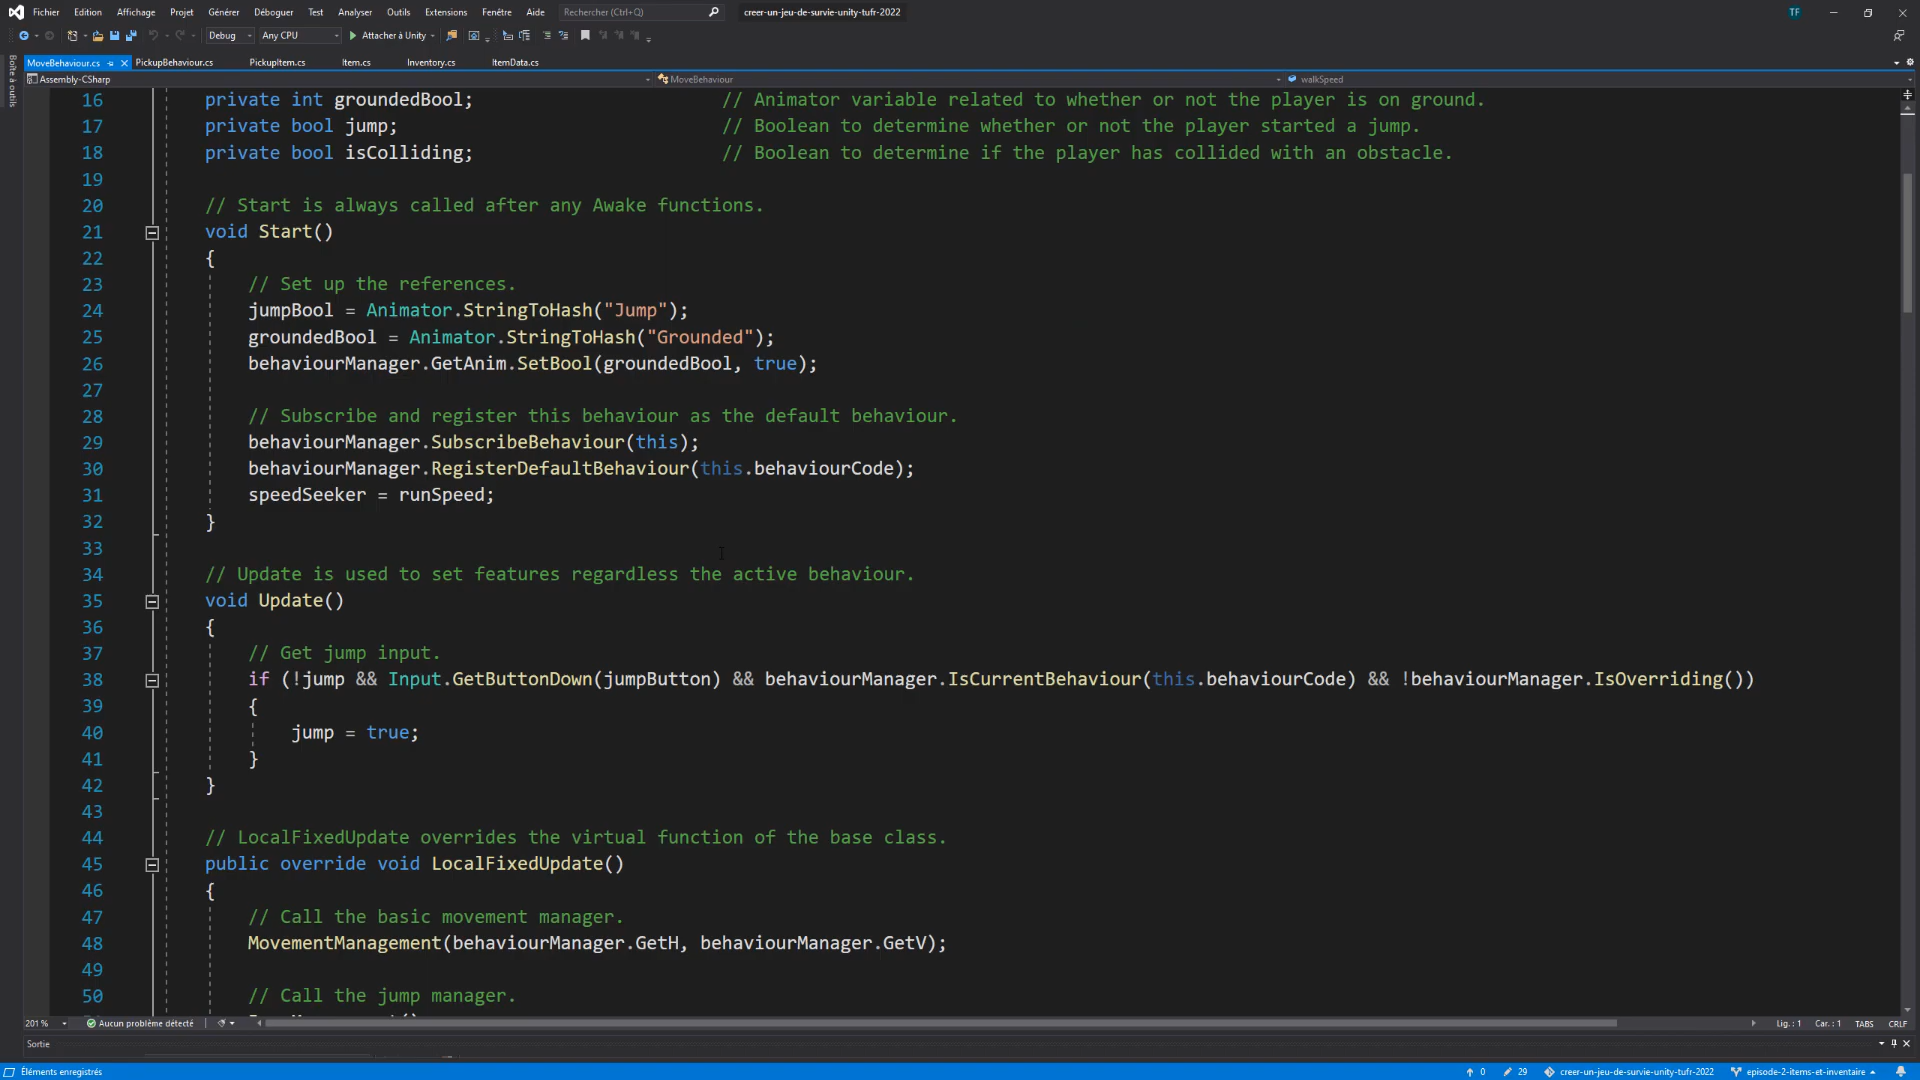 Fichier Edition Affichage Projet Générer Déboguer Test Analyser Outils Extensions Fenêtre Aide Rechercher (Ctrl+Q) creer-un-jeu-de-survie-unity-tufr-2022 TF
Debug Any CPU Attacher à Unity
Boîte à outils
MoveBehaviour.cs PickupBehaviour.cs PickupItem.cs Item.cs Inventory.cs ItemData.cs
Assembly-CSharp MoveBehaviour walkSpeed
16 private int groundedBool; // Animator variable related to whether or not the player is on ground.
17 private bool jump; // Boolean to determine whether or not the player started a jump.
18 private bool isColliding; // Boolean to determine if the player has collided with an obstacle.
19
20 // Start is always called after any Awake functions.
21 void Start()
22 {
23 // Set up the references.
24 jumpBool = Animator.StringToHash("Jump");
25 groundedBool = Animator.StringToHash("Grounded");
26 behaviourManager.GetAnim.SetBool(groundedBool, true);
27
28 // Subscribe and register this behaviour as the default behaviour.
29 behaviourManager.SubscribeBehaviour(this);
30 behaviourManager.RegisterDefaultBehaviour(this.behaviourCode);
31 speedSeeker = runSpeed;
32 }
33
34 // Update is used to set features regardless the active behaviour.
35 void Update()
36 {
37 // Get jump input.
38 if (!jump && Input.GetButtonDown(jumpButton) && behaviourManager.IsCurrentBehaviour(this.behaviourCode) && !behaviourManager.IsOverriding())
39 {
40 jump = true;
41 }
42 }
43
44 // LocalFixedUpdate overrides the virtual function of the base class.
45 public override void LocalFixedUpdate()
46 {
47 // Call the basic movement manager.
48 MovementManagement(behaviourManager.GetH, behaviourManager.GetV);
49
50 // Call the jump manager.
201 % Aucun problème détecté Lig. : 1 Car. : 1 TABS CRLF
Sortie
Éléments enregistrés 0 29 creer-un-jeu-de-survie-unity-tufr-2022 episode-2-items-et-inventaire